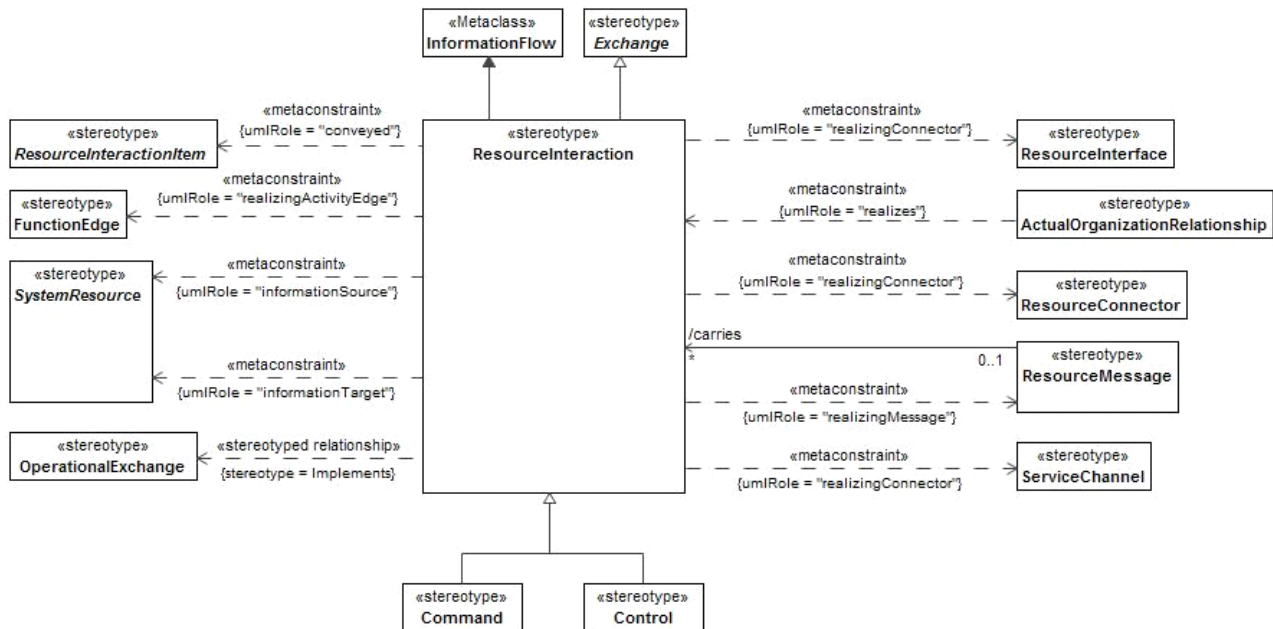 «Metaclass»
InformationFlow
«stereotype»
Exchange
«stereotype»
ResourceInteraction
«metaconstraint»
{umlRole = "conveyed"}
«stereotype»
ResourceInteractionItem
«metaconstraint»
{umlRole = "realizingActivityEdge"}
«stereotype»
FunctionEdge
«metaconstraint»
{umlRole = "informationSource"}
«stereotype»
SystemResource
«metaconstraint»
{umlRole = "informationTarget"}
«stereotyped relationship»
{stereotype = Implements}
«stereotype»
OperationalExchange
«metaconstraint»
{umlRole = "realizingConnector"}
«stereotype»
ResourceInterface
«metaconstraint»
{umlRole = "realizes"}
«stereotype»
ActualOrganizationRelationship
«metaconstraint»
{umlRole = "realizingConnector"}
«stereotype»
ResourceConnector
/carries
*
0..1
«stereotype»
ResourceMessage
«metaconstraint»
{umlRole = "realizingMessage"}
«metaconstraint»
{umlRole = "realizingConnector"}
«stereotype»
ServiceChannel
«stereotype»
Command
«stereotype»
Control